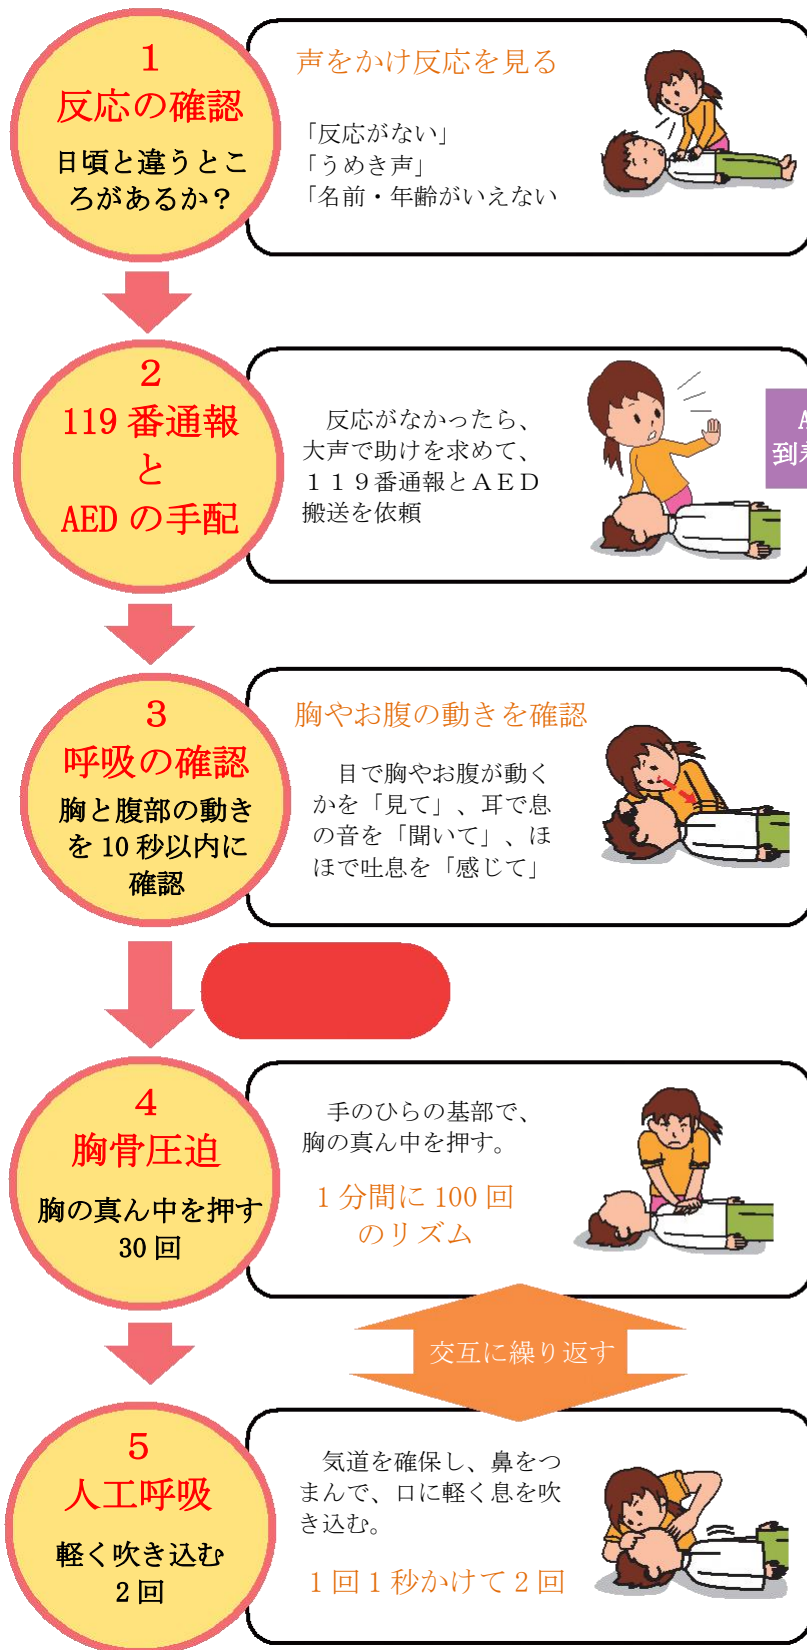 1
反応の確認
日頃と違うとこ
ろがあるか？
声をかけ反応を見る
「反応がない」
「うめき声」
「名前・年齢がいえない
2
119 番通報
と
AED の手配
反応がなかったら、
大声で助けを求めて、
１１９番通報とＡＥＤ
搬送を依頼
A
到着
3
呼吸の確認
胸と腹部の動き
を 10 秒以内に
確認
胸やお腹の動きを確認
目で胸やお腹が動く
かを「見て」、耳で息
の音を「聞いて」、ほ
ほで吐息を「感じて」
4
胸骨圧迫
胸の真ん中を押す
30 回
手のひらの基部で、
胸の真ん中を押す。
1 分間に 100 回
のリズム
交互に繰り返す
5
人工呼吸
軽く吹き込む
2 回
気道を確保し、鼻をつ
まんで、口に軽く息を吹
き込む。
1 回 1 秒かけて 2 回